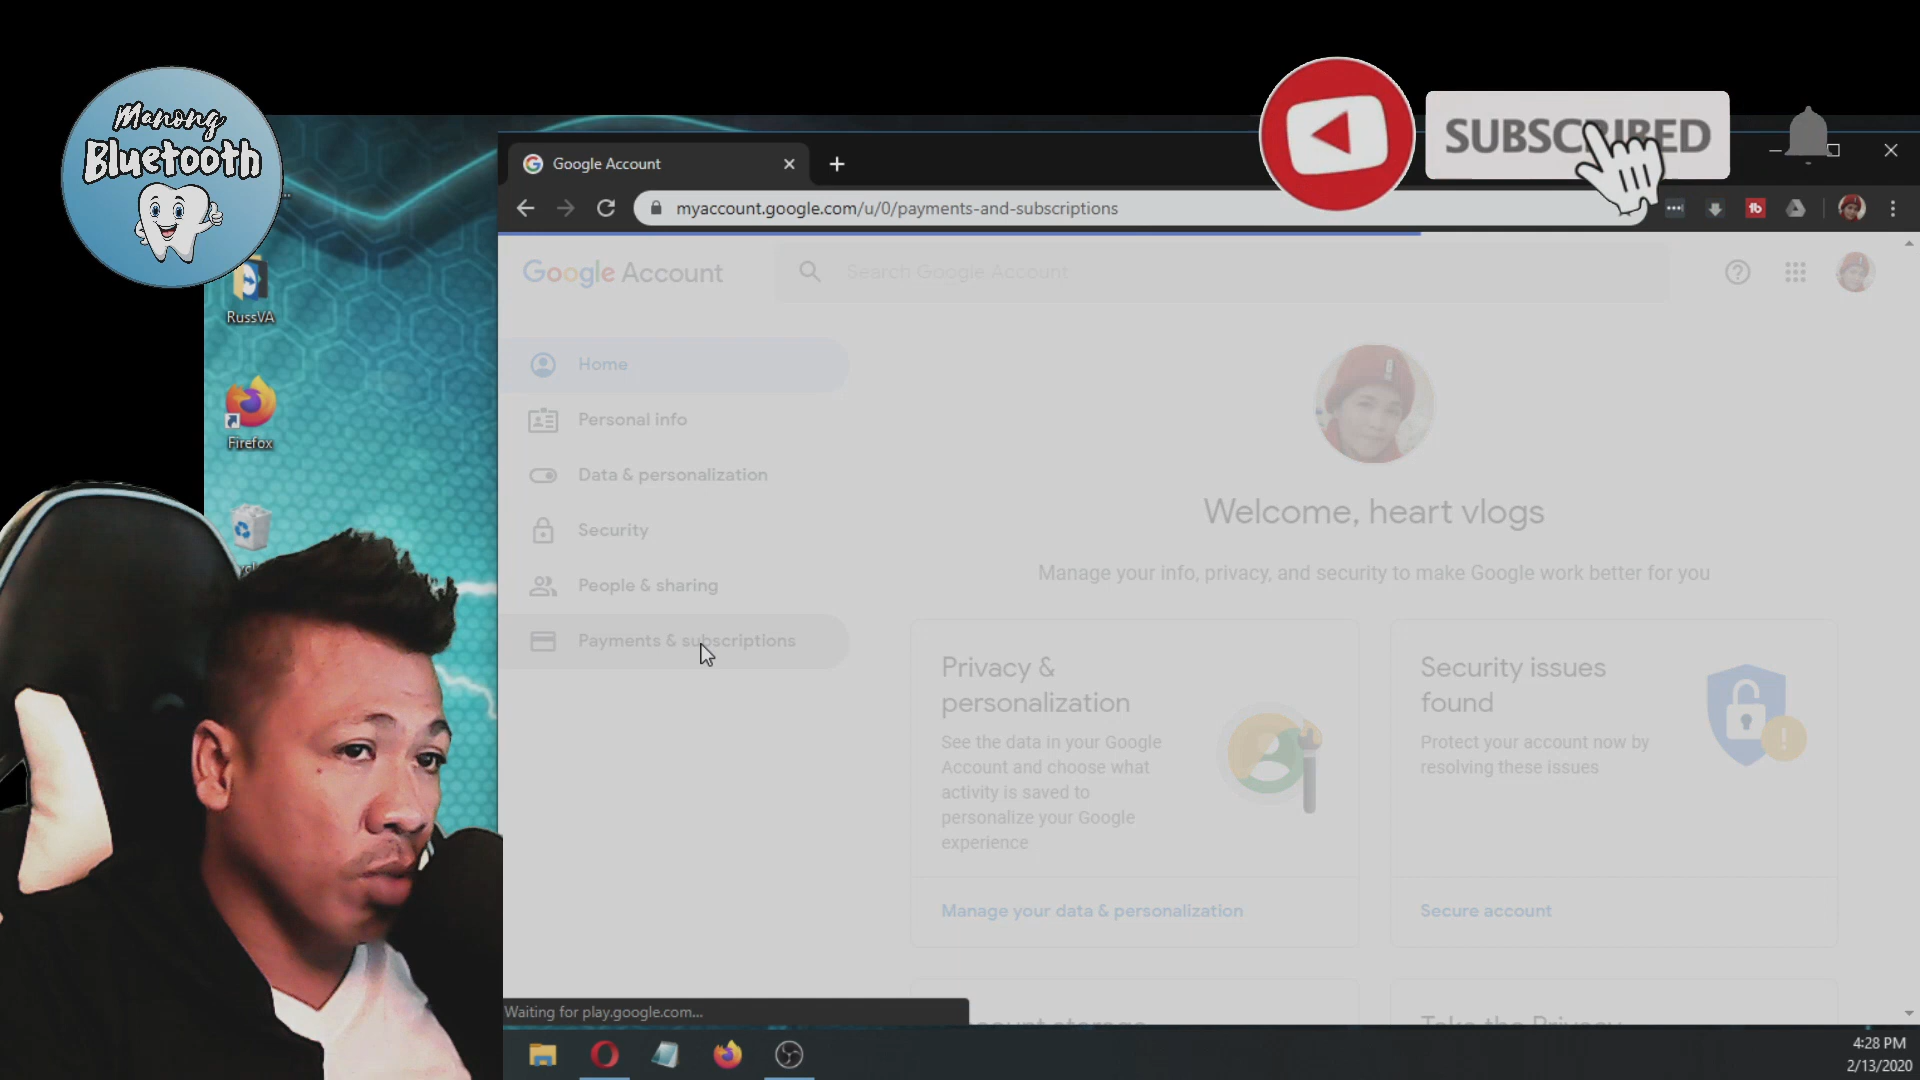 Manong
Bluetooth
SUBSCRIBED
Google Account
myaccount.google.com/u/0/payments-and-subscriptions
Google Account
Search Google Account
RussVA
Firefox
Home
Personal info
Data & personalization
Security
People & sharing
Payments & subscriptions
Welcome, heart vlogs
Manage your info, privacy, and security to make Google work better for you
Privacy &
personalization
See the data in your Google
Account and choose what
activity is saved to
personalize your Google
experience
Manage your data & personalization
Security issues
found
Protect your account now by
resolving these issues
Secure account
Waiting for play.google.com...
4:28 PM
2/13/2020